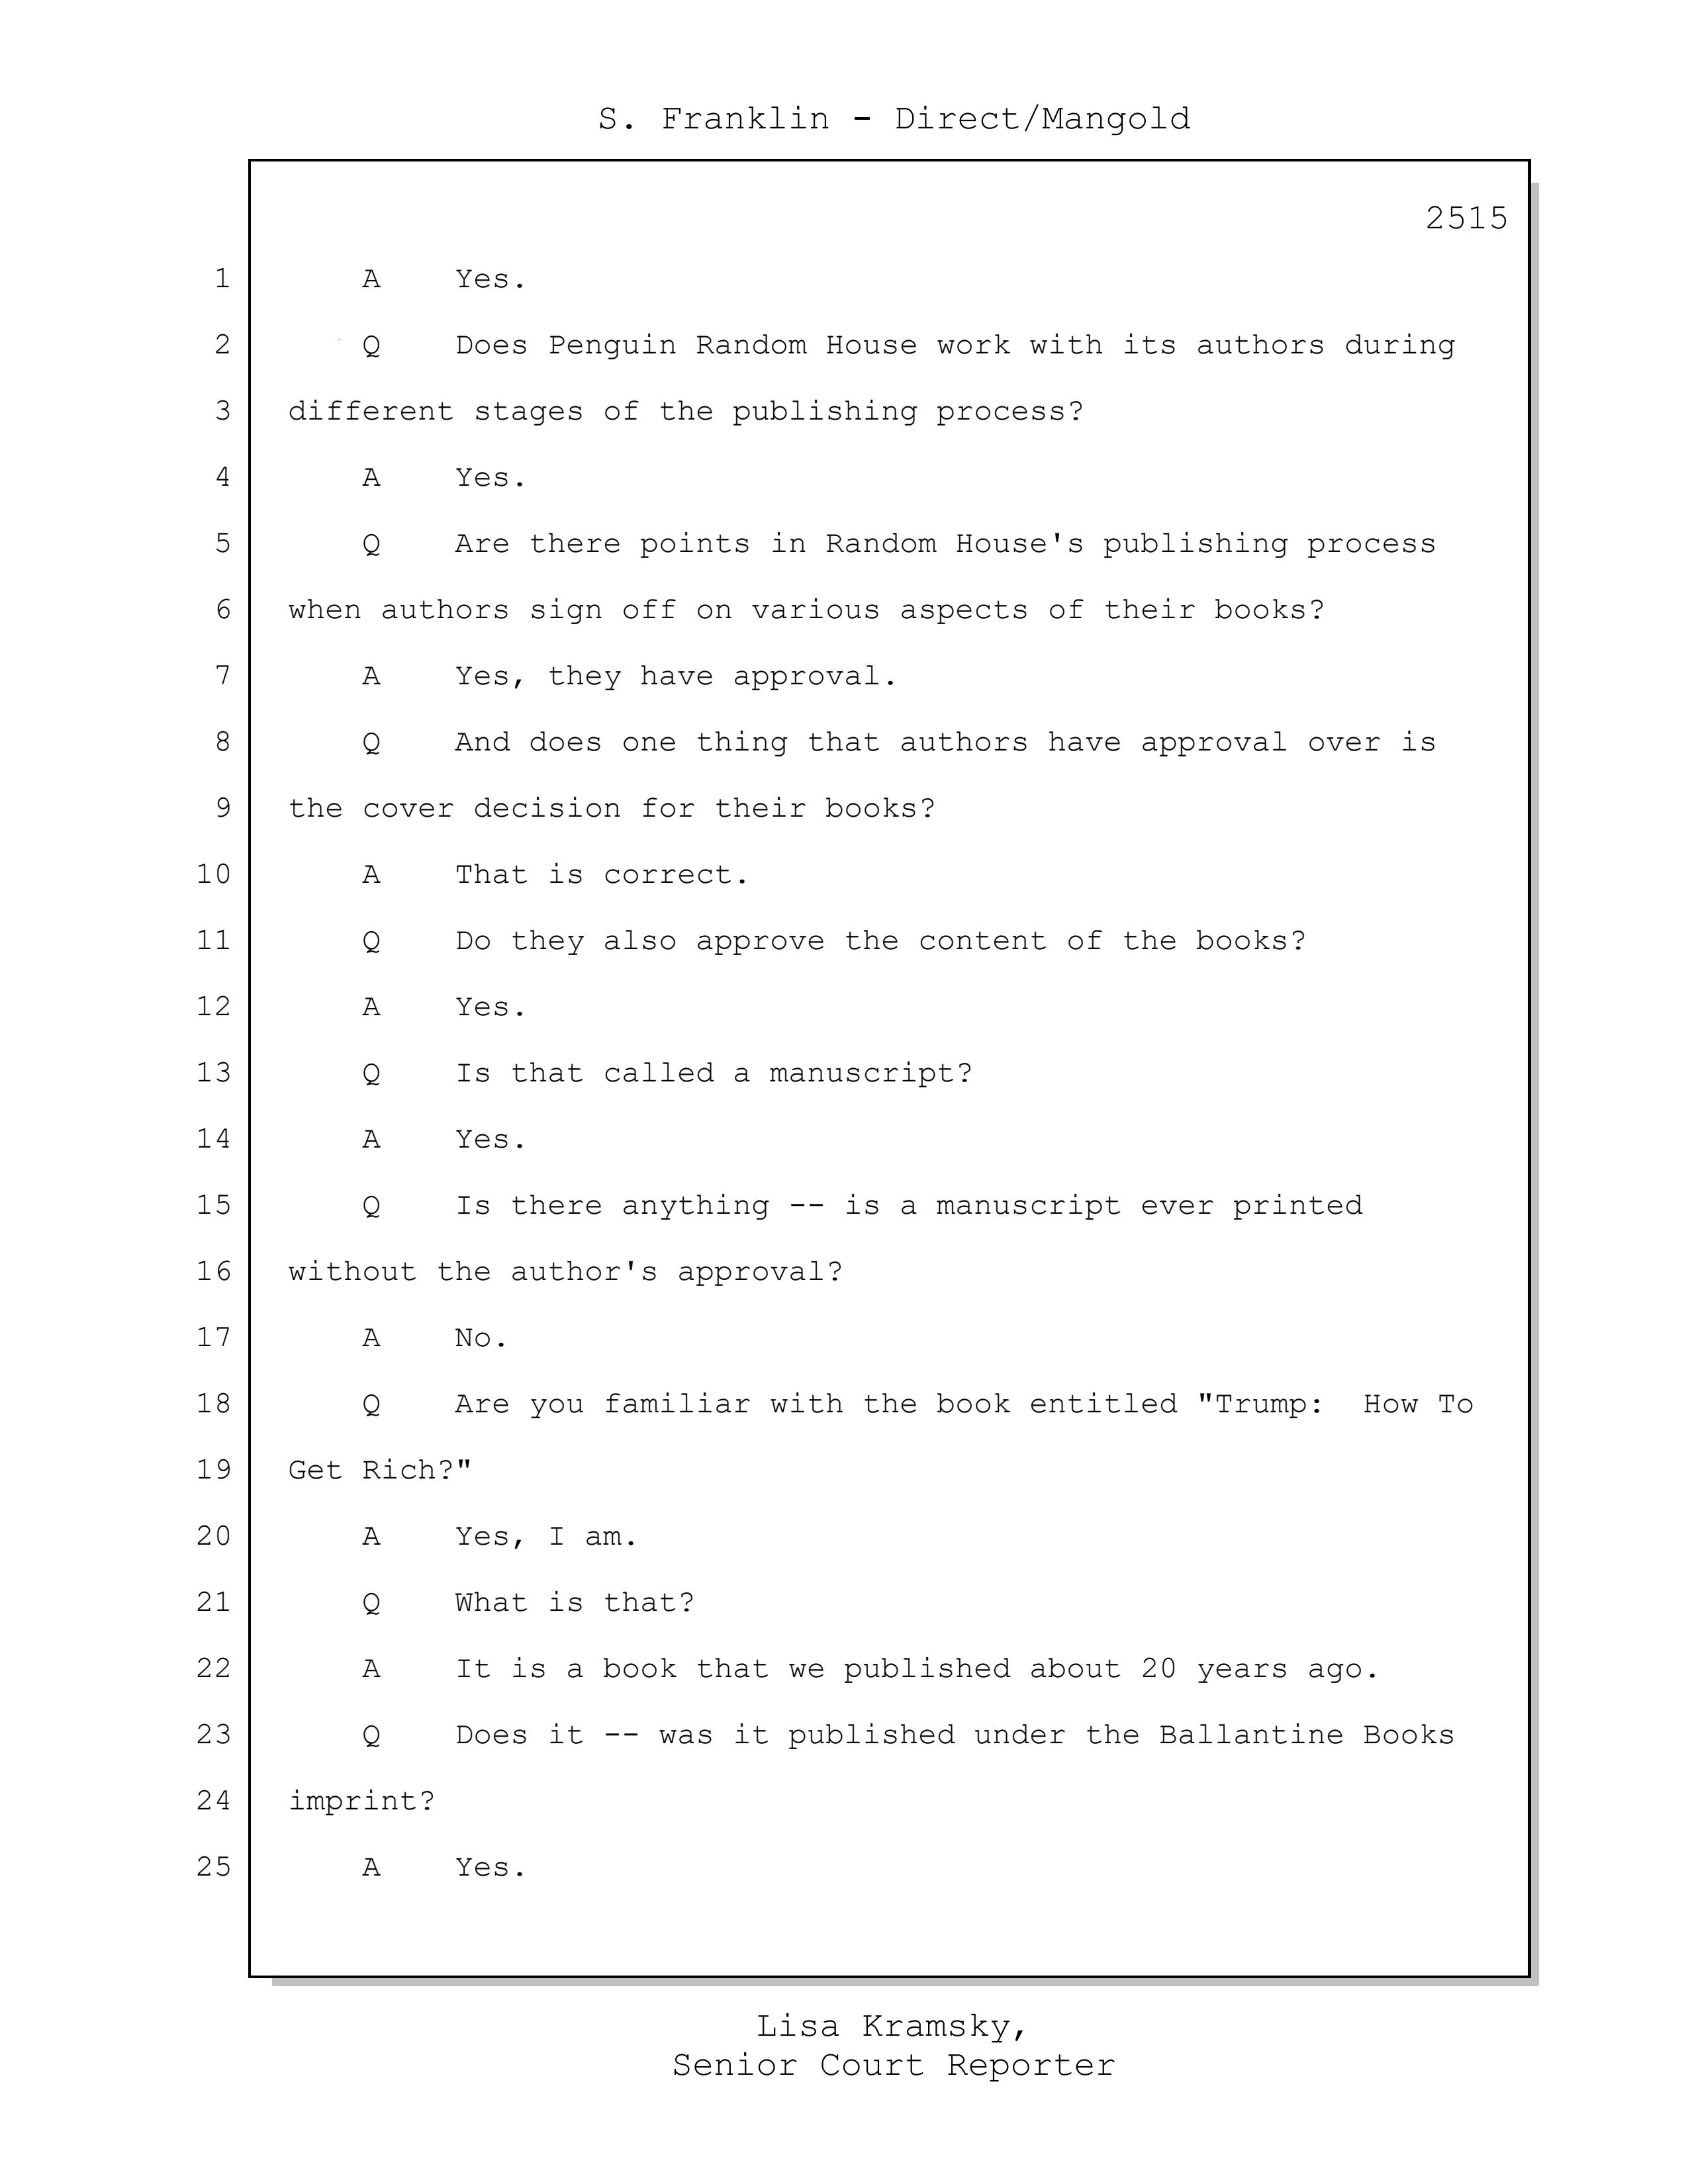 S. Franklin - Direct/Mangold
2515
1 A Yes.
2 Q Does Penguin Random House work with its authors during
3 different stages of the publishing process?
4 A Yes.
5 Q Are there points in Random House's publishing process
6 when authors sign off on various aspects of their books?
7 A Yes, they have approval.
8 Q And does one thing that authors have approval over is
9 the cover decision for their books?
10 A That is correct.
11 Q Do they also approve the content of the books?
12 A Yes.
13 Q Is that called a manuscript?
14 A Yes.
15 Q Is there anything -- is a manuscript ever printed
16 without the author's approval?
17 A No.
18 Q Are you familiar with the book entitled "Trump:  How To
19 Get Rich?"
20 A Yes, I am.
21 Q What is that?
22 A It is a book that we published about 20 years ago.
23 Q Does it -- was it published under the Ballantine Books
24 imprint?
25 A Yes.
Lisa Kramsky,
Senior Court Reporter